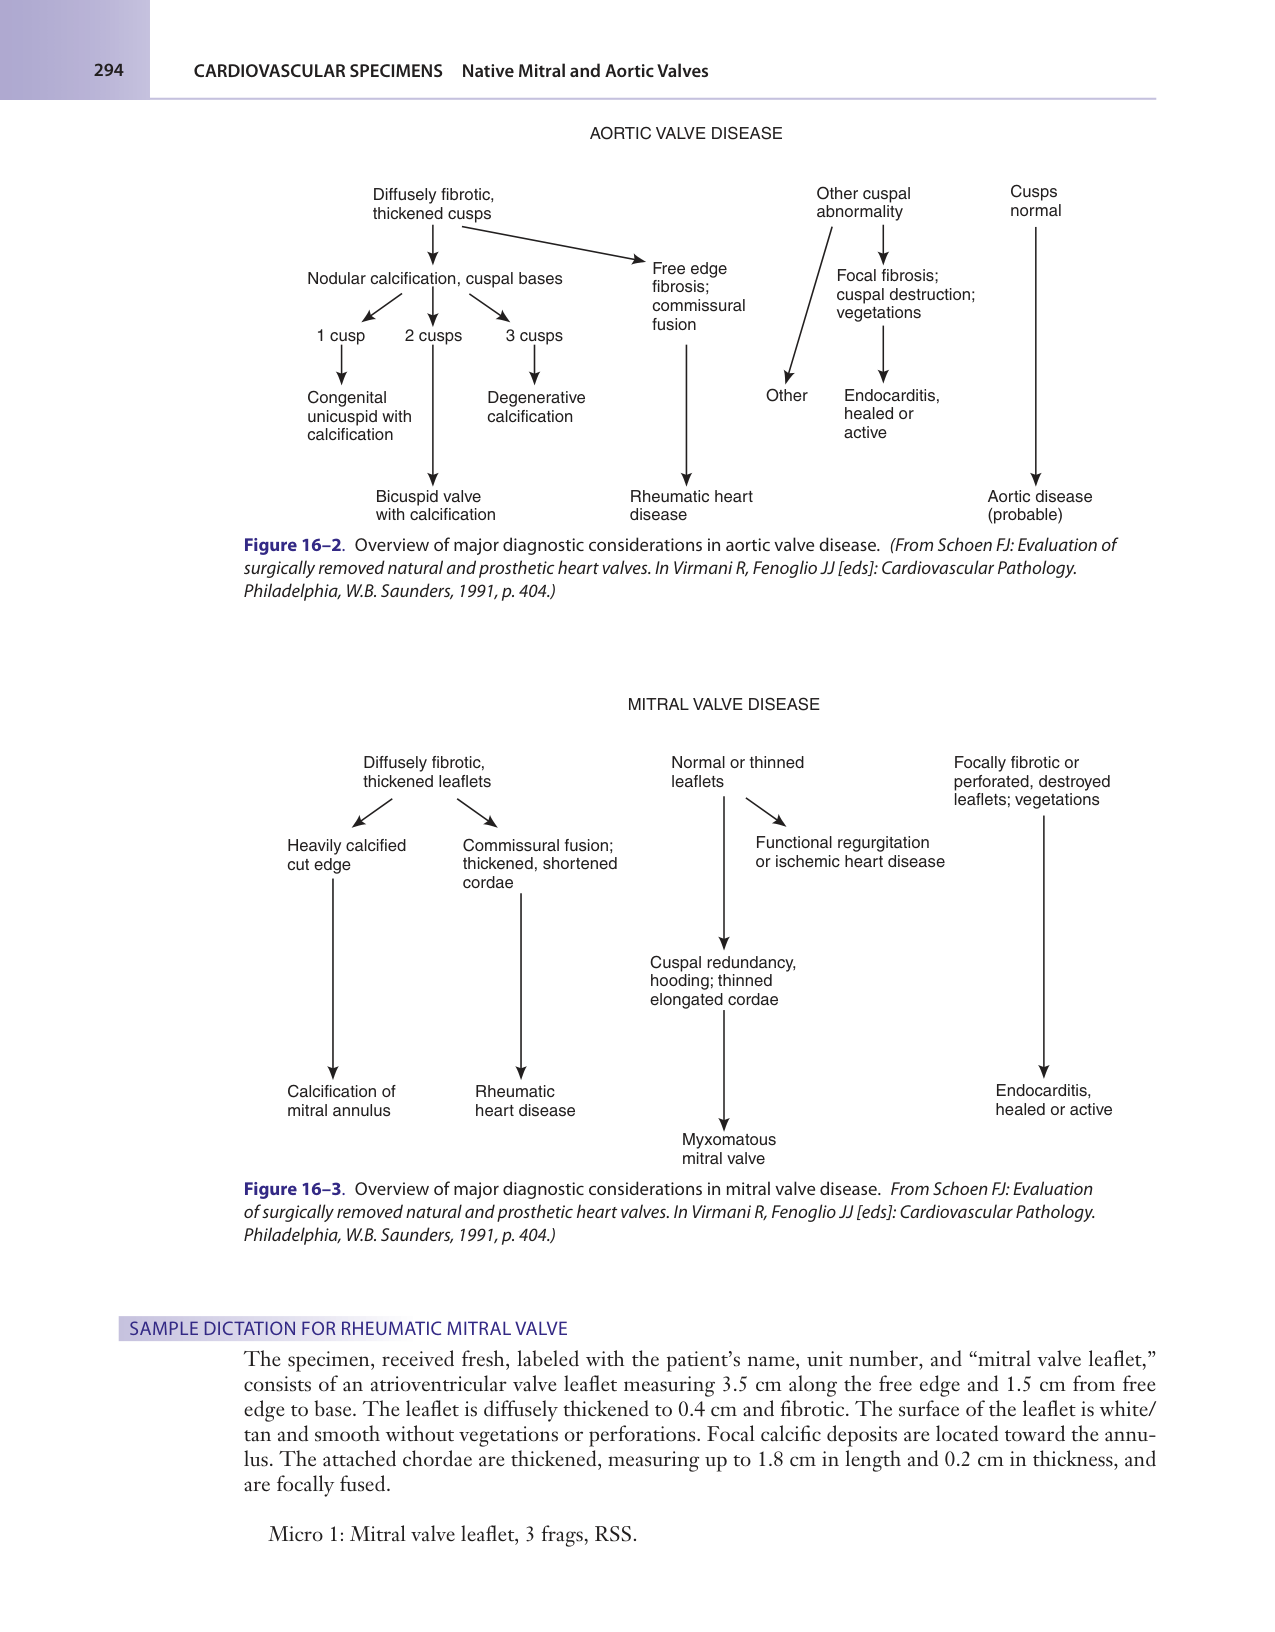 294
CARDIOVASCULAR SPECIMENS Native Mitral and Aortic Valves
AORTIC VALVE DISEASE
Diffusely fibrotic,
thickened cusps
Other cuspal
abnormality
Cusps
normal
Nodular calcification, cuspal bases
Free edge
fibrosis;
commissural
fusion
Focal fibrosis;
cuspal destruction;
vegetations
1 cusp
2 cusps
3 cusps
Congenital
unicuspid with
calcification
Degenerative
calcification
Other
Endocarditis,
healed or
active
Bicuspid valve
with calcification
Rheumatic heart
disease
Aortic disease
(probable)
Figure 16–2. Overview of major diagnostic considerations in aortic valve disease. (From Schoen FJ: Evaluation of
surgically removed natural and prosthetic heart valves. In Virmani R, Fenoglio JJ [eds]: Cardiovascular Pathology.
Philadelphia, W.B. Saunders, 1991, p. 404.)
MITRAL VALVE DISEASE
Diffusely fibrotic,
thickened leaflets
Normal or thinned
leaflets
Focally fibrotic or
perforated, destroyed
leaflets; vegetations
Heavily calcified
cut edge
Commissural fusion;
thickened, shortened
cordae
Functional regurgitation
or ischemic heart disease
Cuspal redundancy,
hooding; thinned
elongated cordae
Calcification of
mitral annulus
Rheumatic
heart disease
Endocarditis,
healed or active
Myxomatous
mitral valve
Figure 16–3. Overview of major diagnostic considerations in mitral valve disease. From Schoen FJ: Evaluation
of surgically removed natural and prosthetic heart valves. In Virmani R, Fenoglio JJ [eds]: Cardiovascular Pathology.
Philadelphia, W.B. Saunders, 1991, p. 404.)
SAMPLE DICTATION FOR RHEUMATIC MITRAL VALVE
The specimen, received fresh, labeled with the patient’s name, unit number, and “mitral valve leaflet,”
consists of an atrioventricular valve leaflet measuring 3.5 cm along the free edge and 1.5 cm from free
edge to base. The leaflet is diffusely thickened to 0.4 cm and fibrotic. The surface of the leaflet is white/
tan and smooth without vegetations or perforations. Focal calcific deposits are located toward the annu-
lus. The attached chordae are thickened, measuring up to 1.8 cm in length and 0.2 cm in thickness, and
are focally fused.
Micro 1: Mitral valve leaflet, 3 frags, RSS.